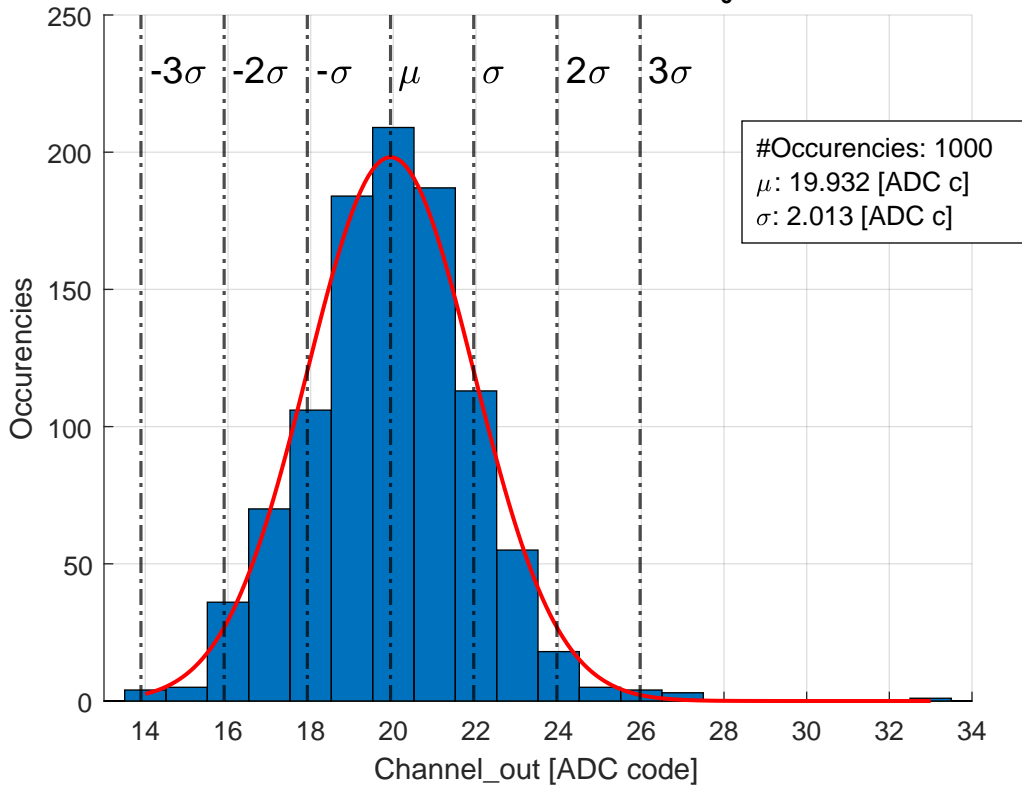 250
200
150
100
50
0
Occurencies
-3σ -2σ -σ μ σ 2σ 3σ
#Occurencies: 1000
μ: 19.932 [ADC c]
σ: 2.013 [ADC c]
14 16 18 20 22 24 26 28 30 32 34
Channel_out [ADC code]